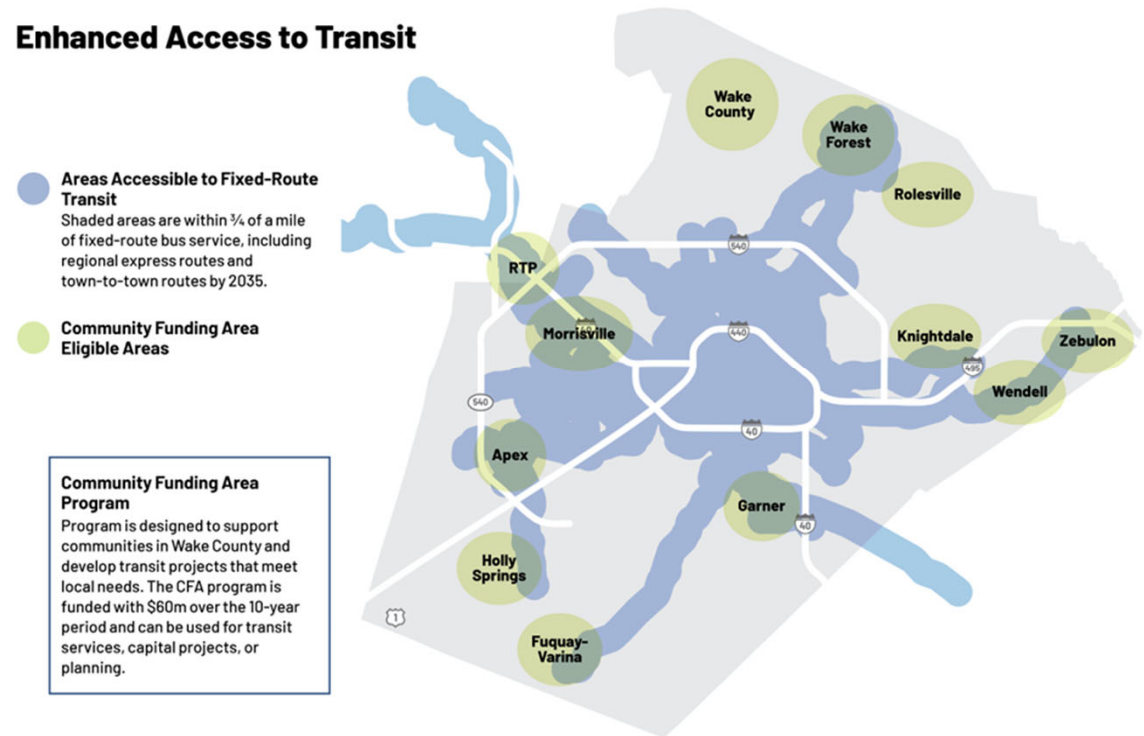 Enhanced Access to Transit
Areas Accessible to Fixed-Route
Transit
Shaded areas are within ¾ of a mile
of fixed-route bus service, including
regional express routes and
town-to-town routes by 2035.
Community Funding Area
Eligible Areas
Community Funding Area
Program
Program is designed to support
communities in Wake County and
develop transit projects that meet
local needs. The CFA program is
funded with $60m over the 10-year
period and can be used for transit
services, capital projects, or
planning.
Wake
County
Wake
Forest
Rolesville
540
RTP
Morrisville
440
Knightdale
Zebulon
495
Wendell
540
40
Apex
Garner
40
Holly
Springs
1
Fuquay-
Varina